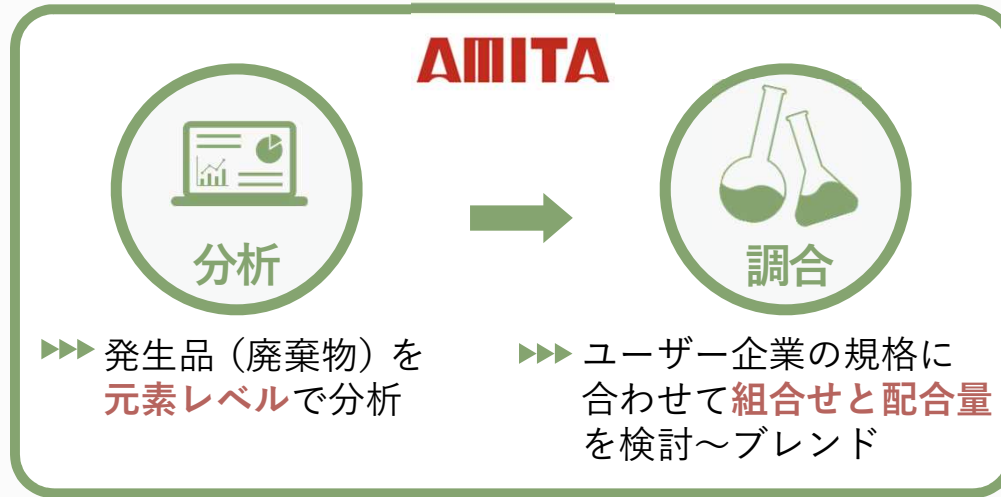 AMITA
分析
調合
▶▶▶ 発生品（廃棄物）を
元素レベルで分析
▶▶▶ ユーザー企業の規格に
合わせて組合せと配合量
を検討～ブレンド